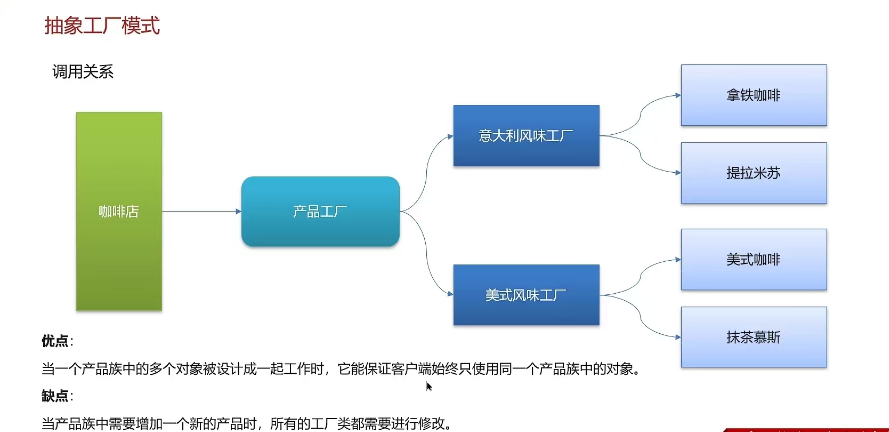 抽象工厂模式
调用关系
咖啡店
产品工厂
意大利风味工厂
美式风味工厂
拿铁咖啡
提拉米苏
美式咖啡
抹茶慕斯
优点：
当一个产品族中的多个对象被设计成一起工作时，它能保证客户端始终只使用同一个产品族中的对象。
缺点：
当产品族中需要增加一个新的产品时，所有的工厂类都需要进行修改。